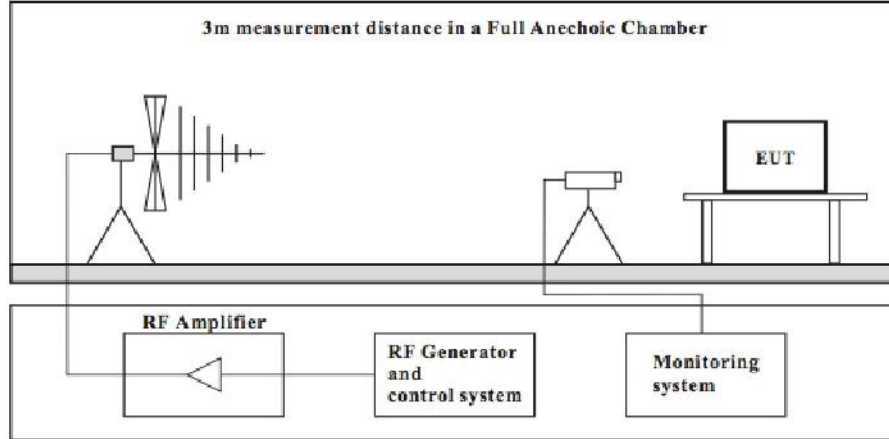 3m measurement distance in a Full Anechoic Chamber
EUT
RF Amplifier
RF Generator
and
control system
Monitoring
system